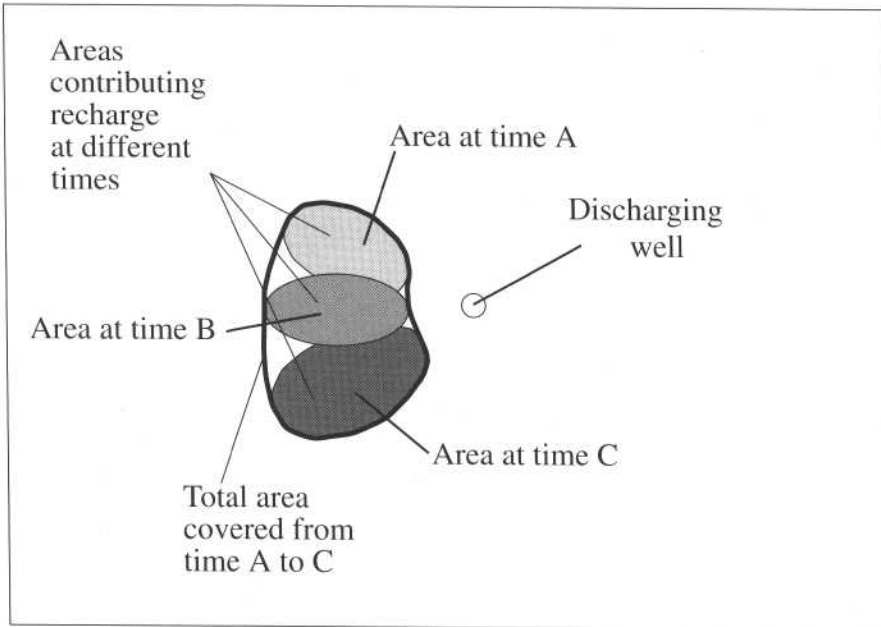 Areas
contributing
recharge
at different
times
Area at time A
Discharging
well
Area at time B
Area at time C
Total area
covered from
time A to C